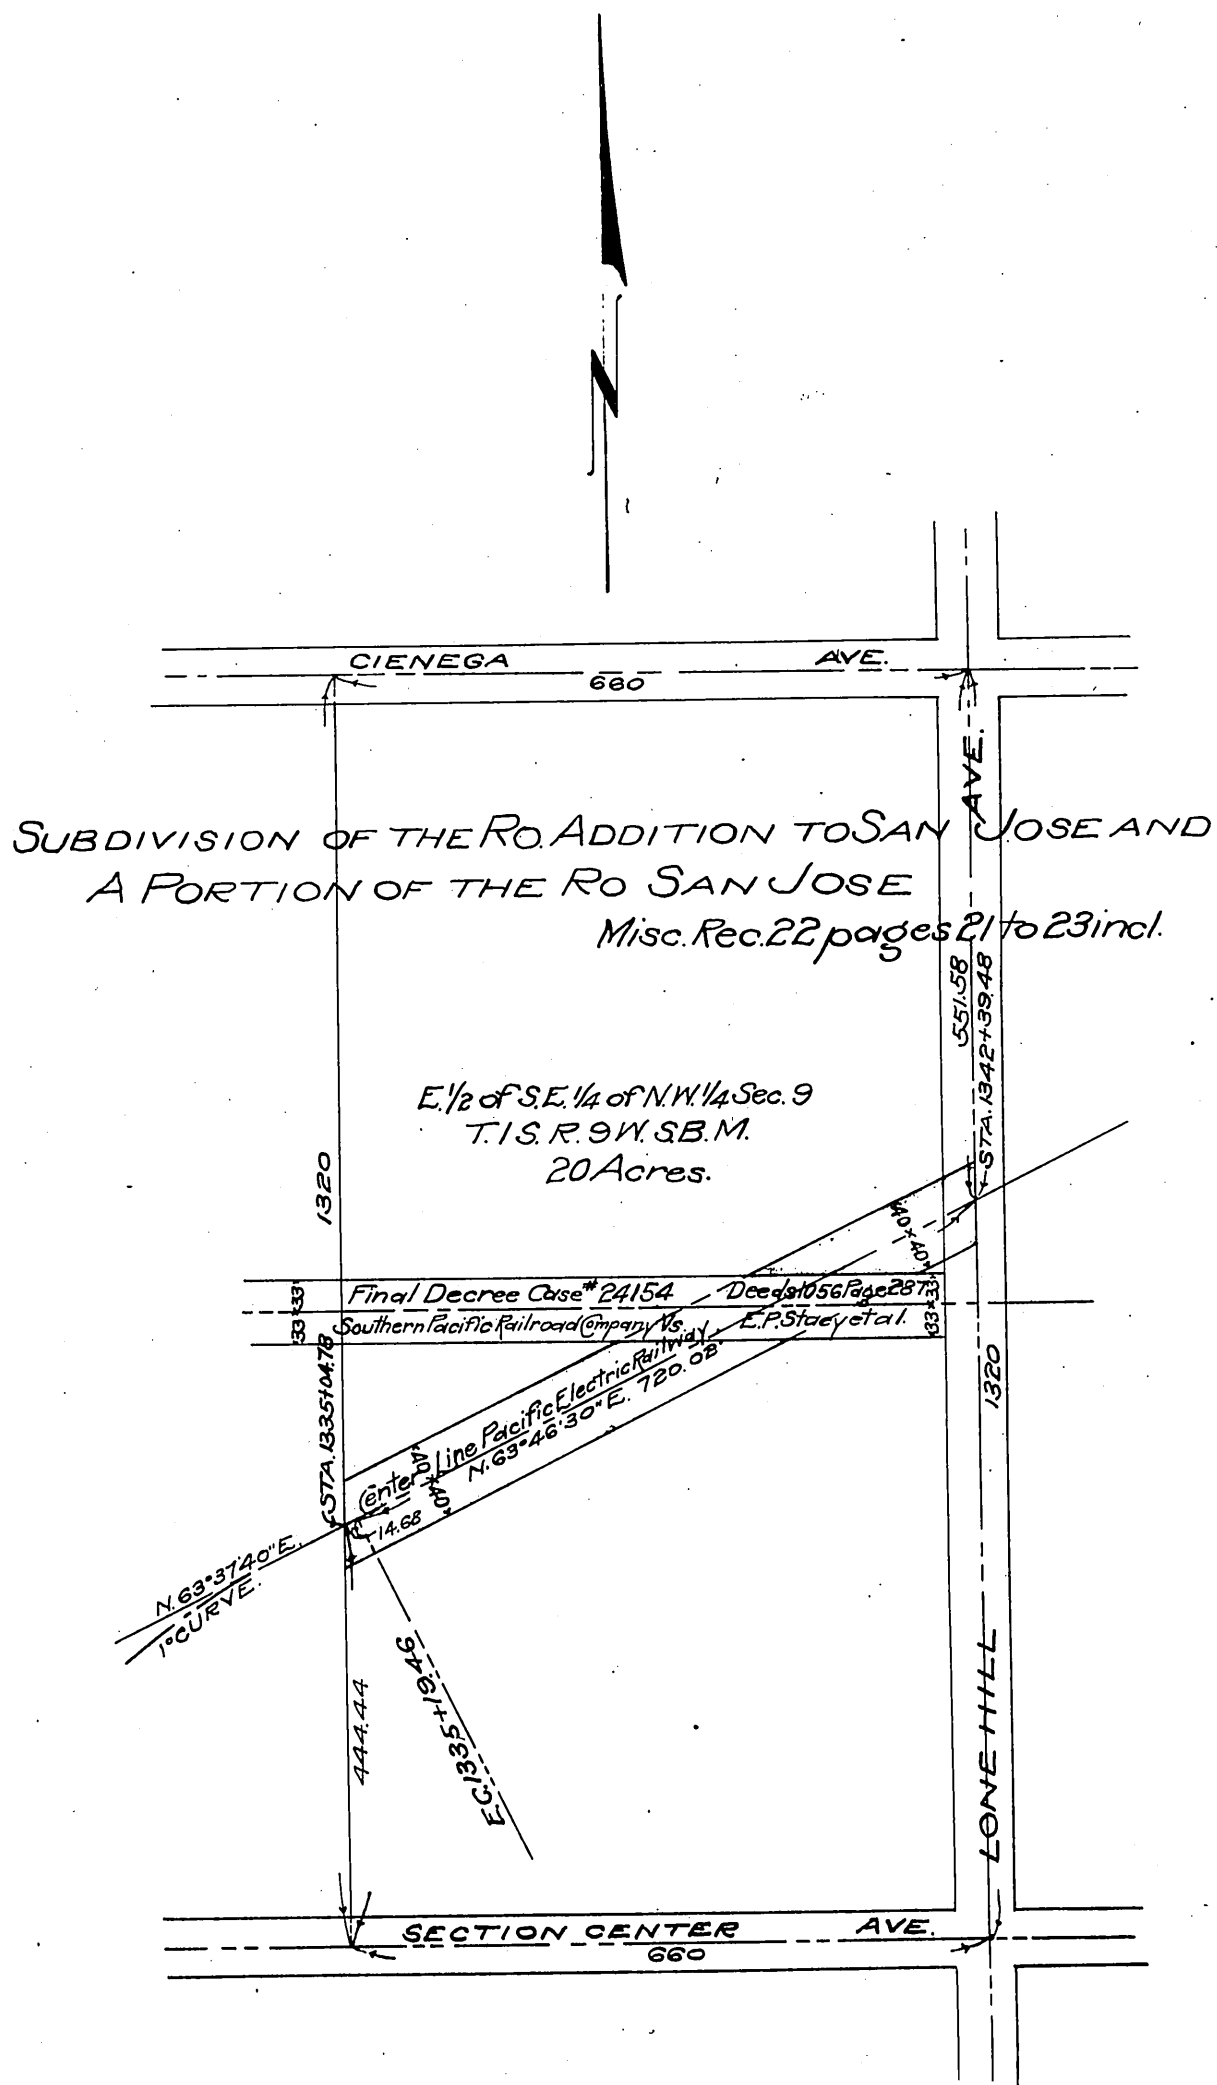 N
CIENEGA AVE.
660
AVE.
SUBDIVISION OF THE RO. ADDITION TO SAN JOSE AND
A PORTION OF THE RO SAN JOSE
Misc. Rec. 22 pages 21 to 23 incl.
551.58
STA. 1342+39.48
E. 1/2 of S.E. 1/4 of N.W. 1/4 Sec. 9
T. 1 S. R. 9 W. S.B.M.
20 Acres.
1320
40 x 40'
33'x33'
Final Decree Case # 24154 Deeds 1056 Page 287
Southern Pacific Railroad Company Vs. E.P. Stacy et al.
33'x33'
STA. 1335+04.78
Center Line Pacific Electric Railway
N. 63°46'30" E. 720.02'
40 x 40'
14.68
1320
N. 63°37'40" E.
1° CURVE.
E.C. 1335+19.46
444.44
LONE HILL
SECTION CENTER AVE.
660